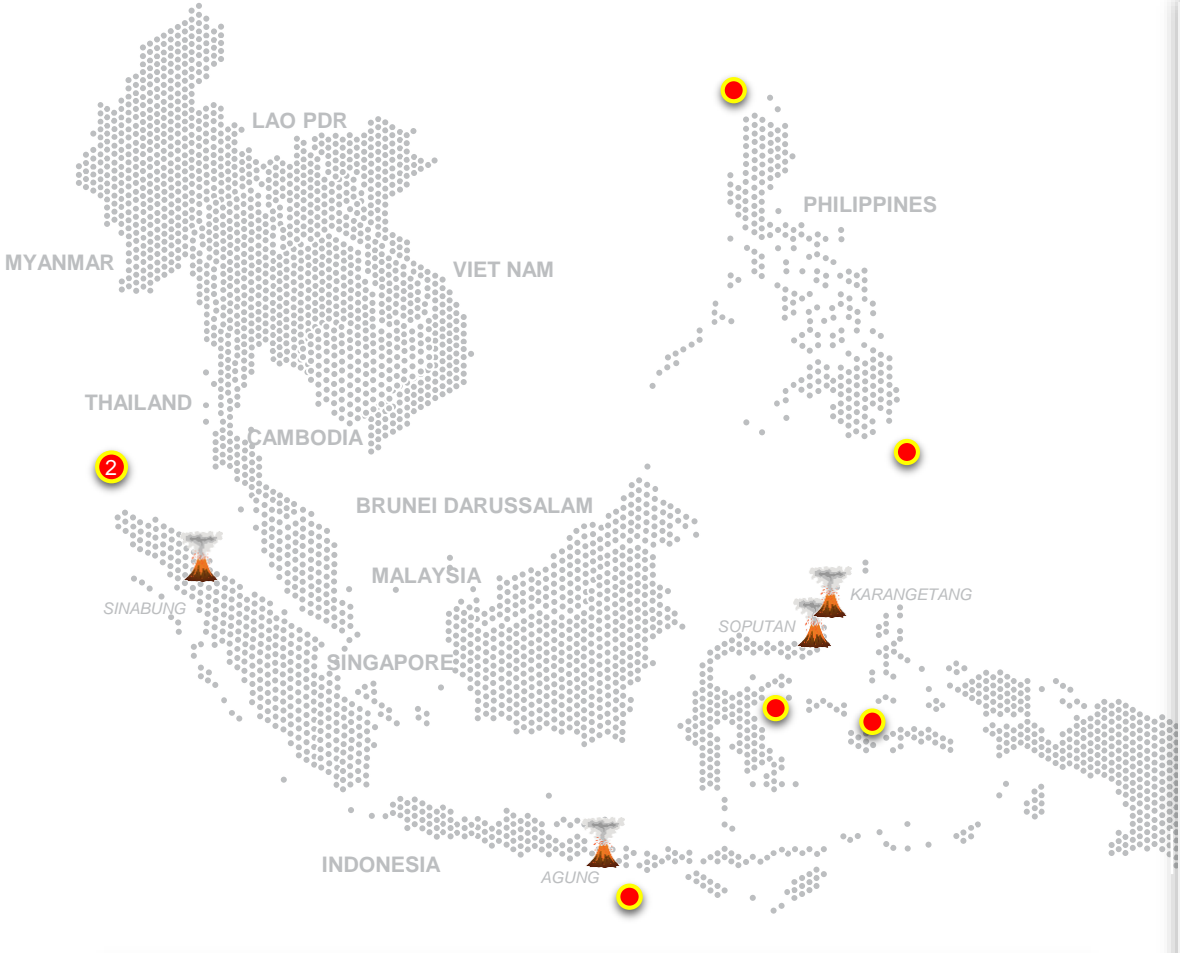 LAO PDR
PHILIPPINES
MYANMAR
VIET NAM
THAILAND
CAMBODIA
2
BRUNEI DARUSSALAM
MALAYSIA
KARANGETANG
SINABUNG
SOPUTAN
SINGAPORE
INDONESIA
AGUNG